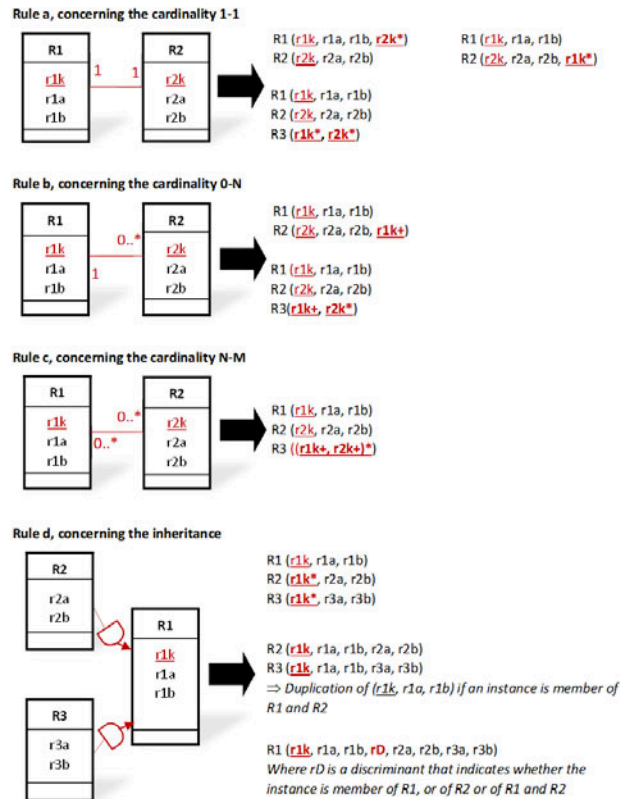 Rule a, concerning the cardinality 1-1
R1
r1k
r1a
r1b
1
1
R2
r2k
r2a
r2b
R1 (r1k, r1a, r1b, r2k*)
R2 (r2k, r2a, r2b)
R1 (r1k, r1a, r1b)
R2 (r2k, r2a, r2b, r1k*)
R1 (r1k, r1a, r1b)
R2 (r2k, r2a, r2b)
R3 (r1k*, r2k*)
Rule b, concerning the cardinality 0-N
R1
r1k
r1a
r1b
1
0..*
R2
r2k
r2a
r2b
R1 (r1k, r1a, r1b)
R2 (r2k, r2a, r2b, r1k+)
R1 (r1k, r1a, r1b)
R2 (r2k, r2a, r2b)
R3(r1k+, r2k*)
Rule c, concerning the cardinality N-M
R1
r1k
r1a
r1b
0..*
0..*
R2
r2k
r2a
r2b
R1 (r1k, r1a, r1b)
R2 (r2k, r2a, r2b)
R3 ((r1k+, r2k+)*)
Rule d, concerning the inheritance
R2
r2a
r2b
R3
r3a
r3b
R1
r1k
r1a
r1b
R1 (r1k, r1a, r1b)
R2 (r1k*, r2a, r2b)
R3 (r1k*, r3a, r3b)
R2 (r1k, r1a, r1b, r2a, r2b)
R3 (r1k, r1a, r1b, r3a, r3b)
⇒ Duplication of (r1k, r1a, r1b) if an instance is member of
R1 and R2
R1 (r1k, r1a, r1b, rD, r2a, r2b, r3a, r3b)
Where rD is a discriminant that indicates whether the
instance is member of R1, or of R2 or of R1 and R2